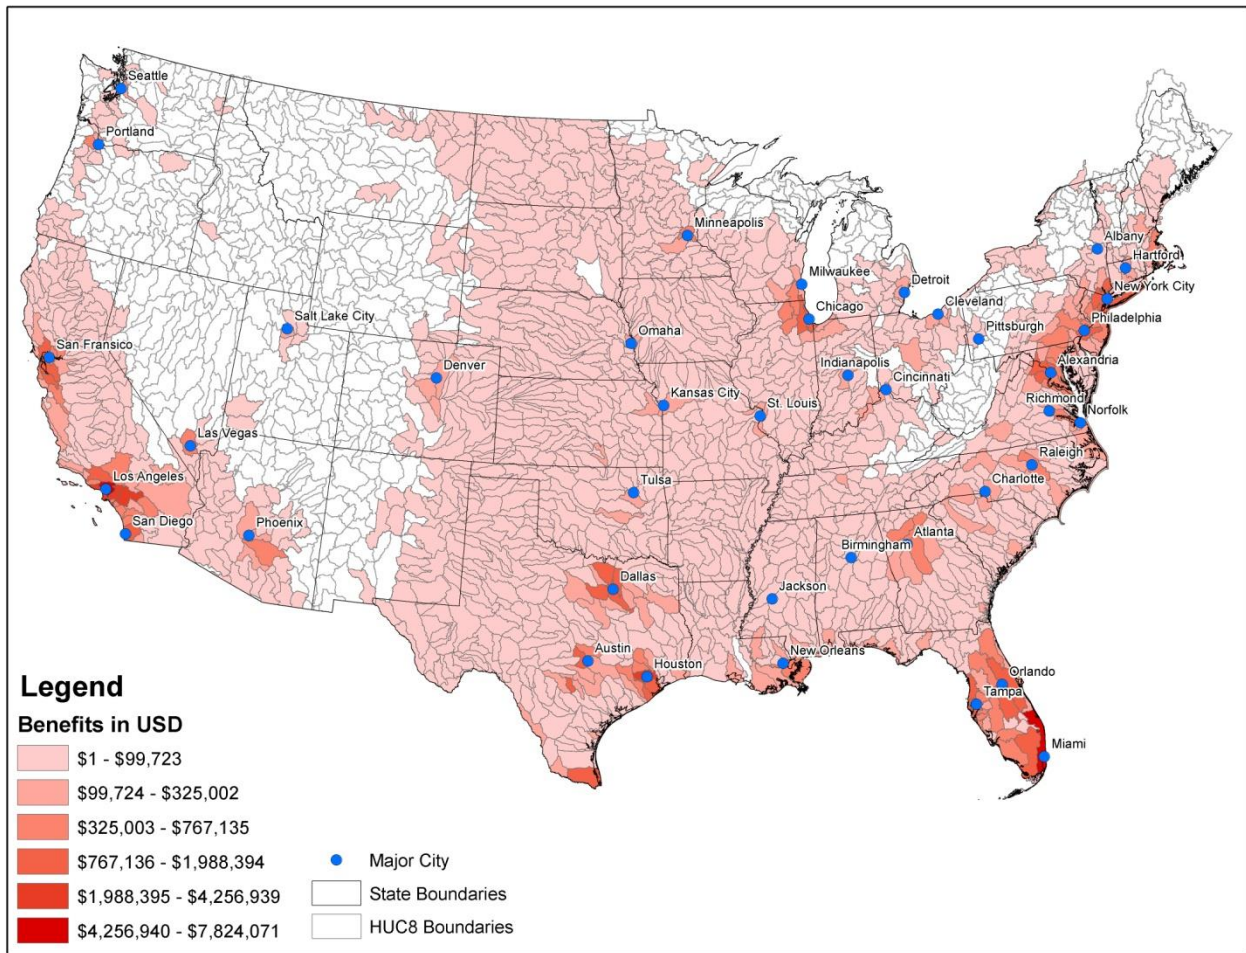 Seattle
Portland
Minneapolis
Albany
Hartford
Milwaukee
Detroit
New York City
Chicago
Cleveland
Salt Lake City
Philadelphia
Omaha
Pittsburgh
San Fransico
Denver
Indianapolis
Alexandria
Cincinnati
Kansas City
St. Louis
Richmond
Norfolk
Las Vegas
Raleigh
Los Angeles
Tulsa
Charlotte
San Diego
Phoenix
Atlanta
Birmingham
Dallas
Jackson
Austin
Houston
New Orleans
Orlando
Tampa
Miami
Legend
Benefits in USD
$1 - $99,723
$99,724 - $325,002
$325,003 - $767,135
$767,136 - $1,988,394
$1,988,395 - $4,256,939
$4,256,940 - $7,824,071
Major City
State Boundaries
HUC8 Boundaries